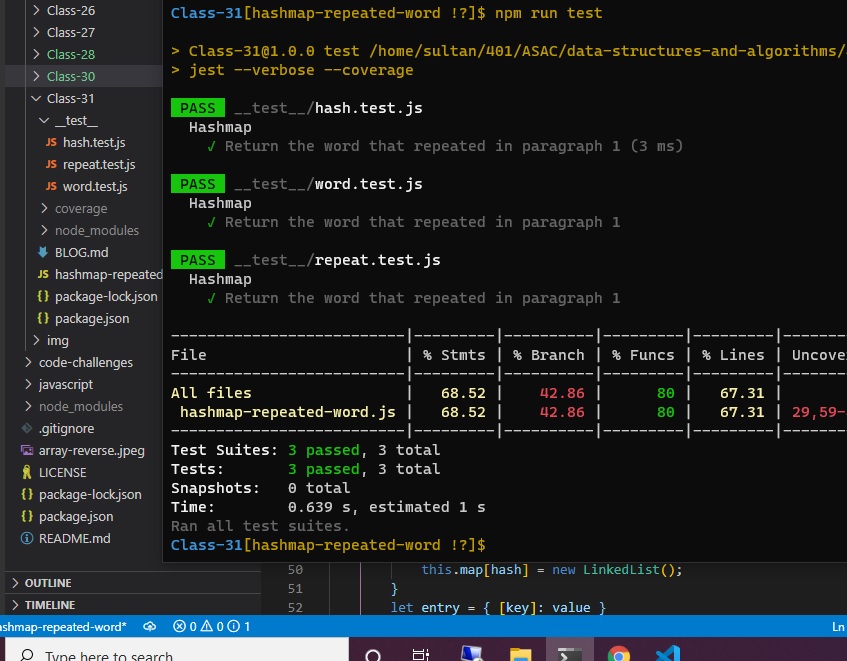 Class-26
Class-27
Class-28
Class-30
Class-31
__test__
JS hash.test.js
JS repeat.test.js
JS word.test.js
coverage
node_modules
BLOG.md
JS hashmap-repeated
{} package-lock.json
{} package.json
img
code-challenges
javascript
node_modules
.gitignore
array-reverse,.jpeg
LICENSE
{} package-lock.json
{} package.json
README.md
OUTLINE
TIMELINE
Class-31[hashmap-repeated-word !?]$ npm run test
> Class-31@1.0.0 test /home/sultan/401/ASAC/data-structures-and-algorithms/
> jest --verbose --coverage
PASS __test__/hash.test.js
Hashmap
√ Return the word that repeated in paragraph 1 (3 ms)
PASS __test__/word.test.js
Hashmap
√ Return the word that repeated in paragraph 1
PASS __test__/repeat.test.js
Hashmap
√ Return the word that repeated in paragraph 1
File | % Stmts | % Branch | % Funcs | % Lines | Uncove
All files | 68.52 | 42.86 | 80 | 67.31 |
hashmap-repeated-word.js | 68.52 | 42.86 | 80 | 67.31 | 29,59-
Test Suites: 3 passed, 3 total
Tests: 3 passed, 3 total
Snapshots: 0 total
Time: 0.639 s, estimated 1 s
Ran all test suites.
Class-31[hashmap-repeated-word !?]$
50 this.map[hash] = new LinkedList();
51 }
52 let entry = { [key]: value }
ashmap-repeated-word* 0 0 1 Ln
Type here to search